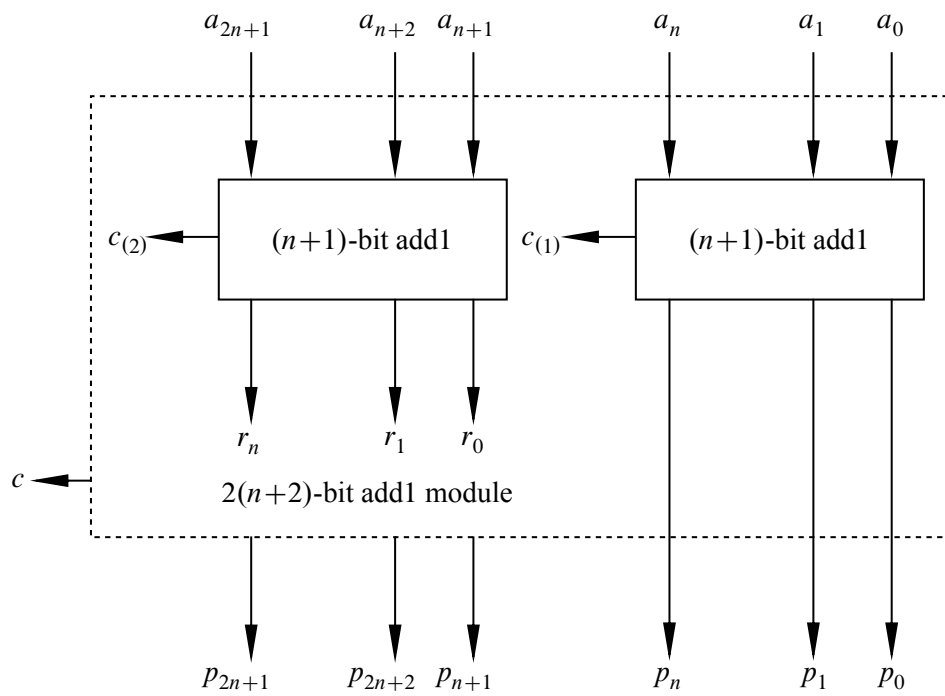 a_{2n+1} a_{n+2} a_{n+1} a_n a_1 a_0
c_{(2)} (n+1)-bit add1 c_{(1)} (n+1)-bit add1
r_n r_1 r_0
c
2(n+2)-bit add1 module
p_{2n+1} p_{2n+2} p_{n+1} p_n p_1 p_0